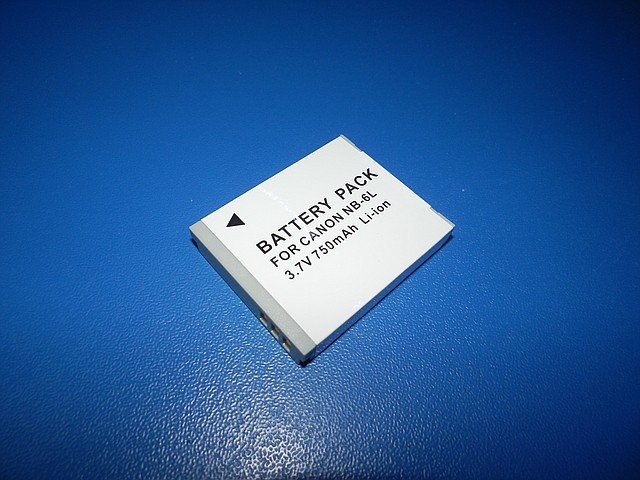 BATTERY PACK
FOR CANON NB-6L
3.7V 750mAh Li-ion